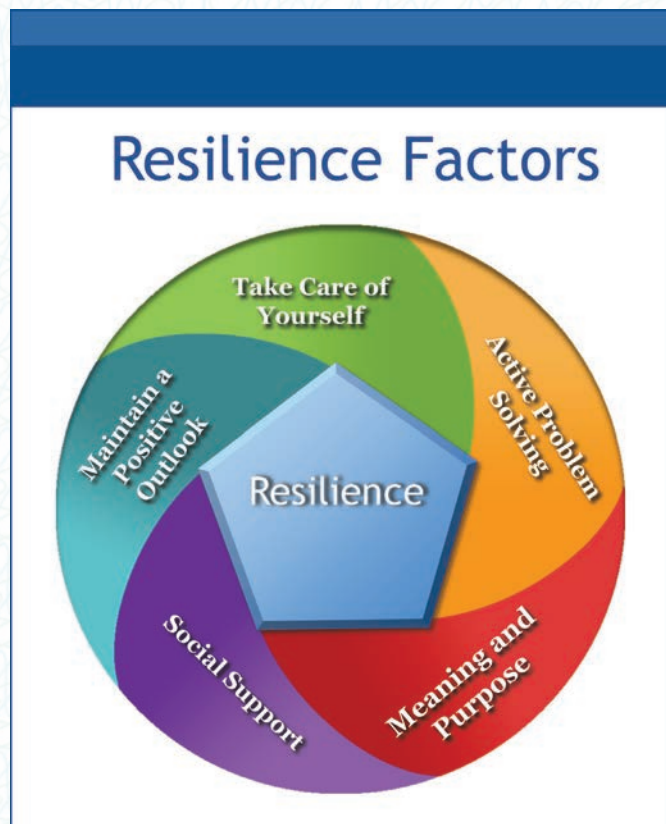 Resilience Factors
Take Care of
Yourself
Active Problem
Solving
Meaning and
Purpose
Social Support
Maintain a
Positive
Outlook
Resilience